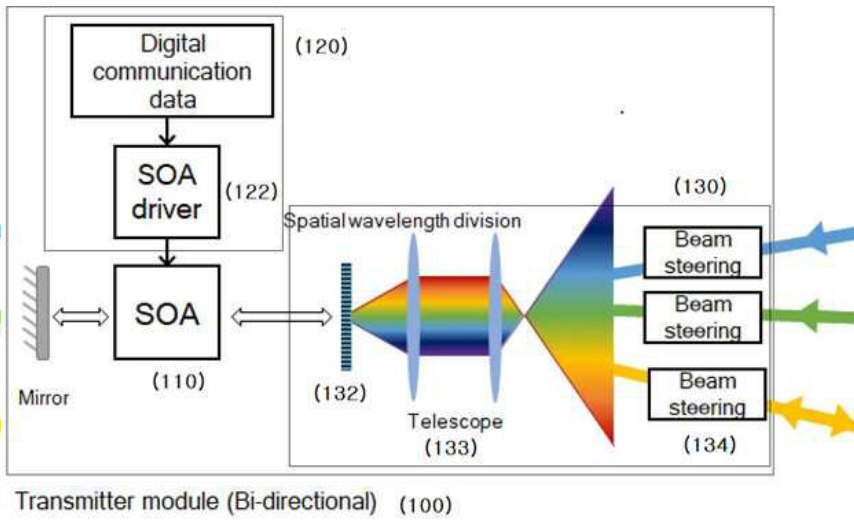 Digital
communication
data
(120)
SOA
driver
(122)
(130)
Spatial wavelength division
Beam
steering
SOA
Beam
steering
(110)
(132)
Beam
steering
Mirror
Telescope
(133)
(134)
Transmitter module (Bi-directional) (100)